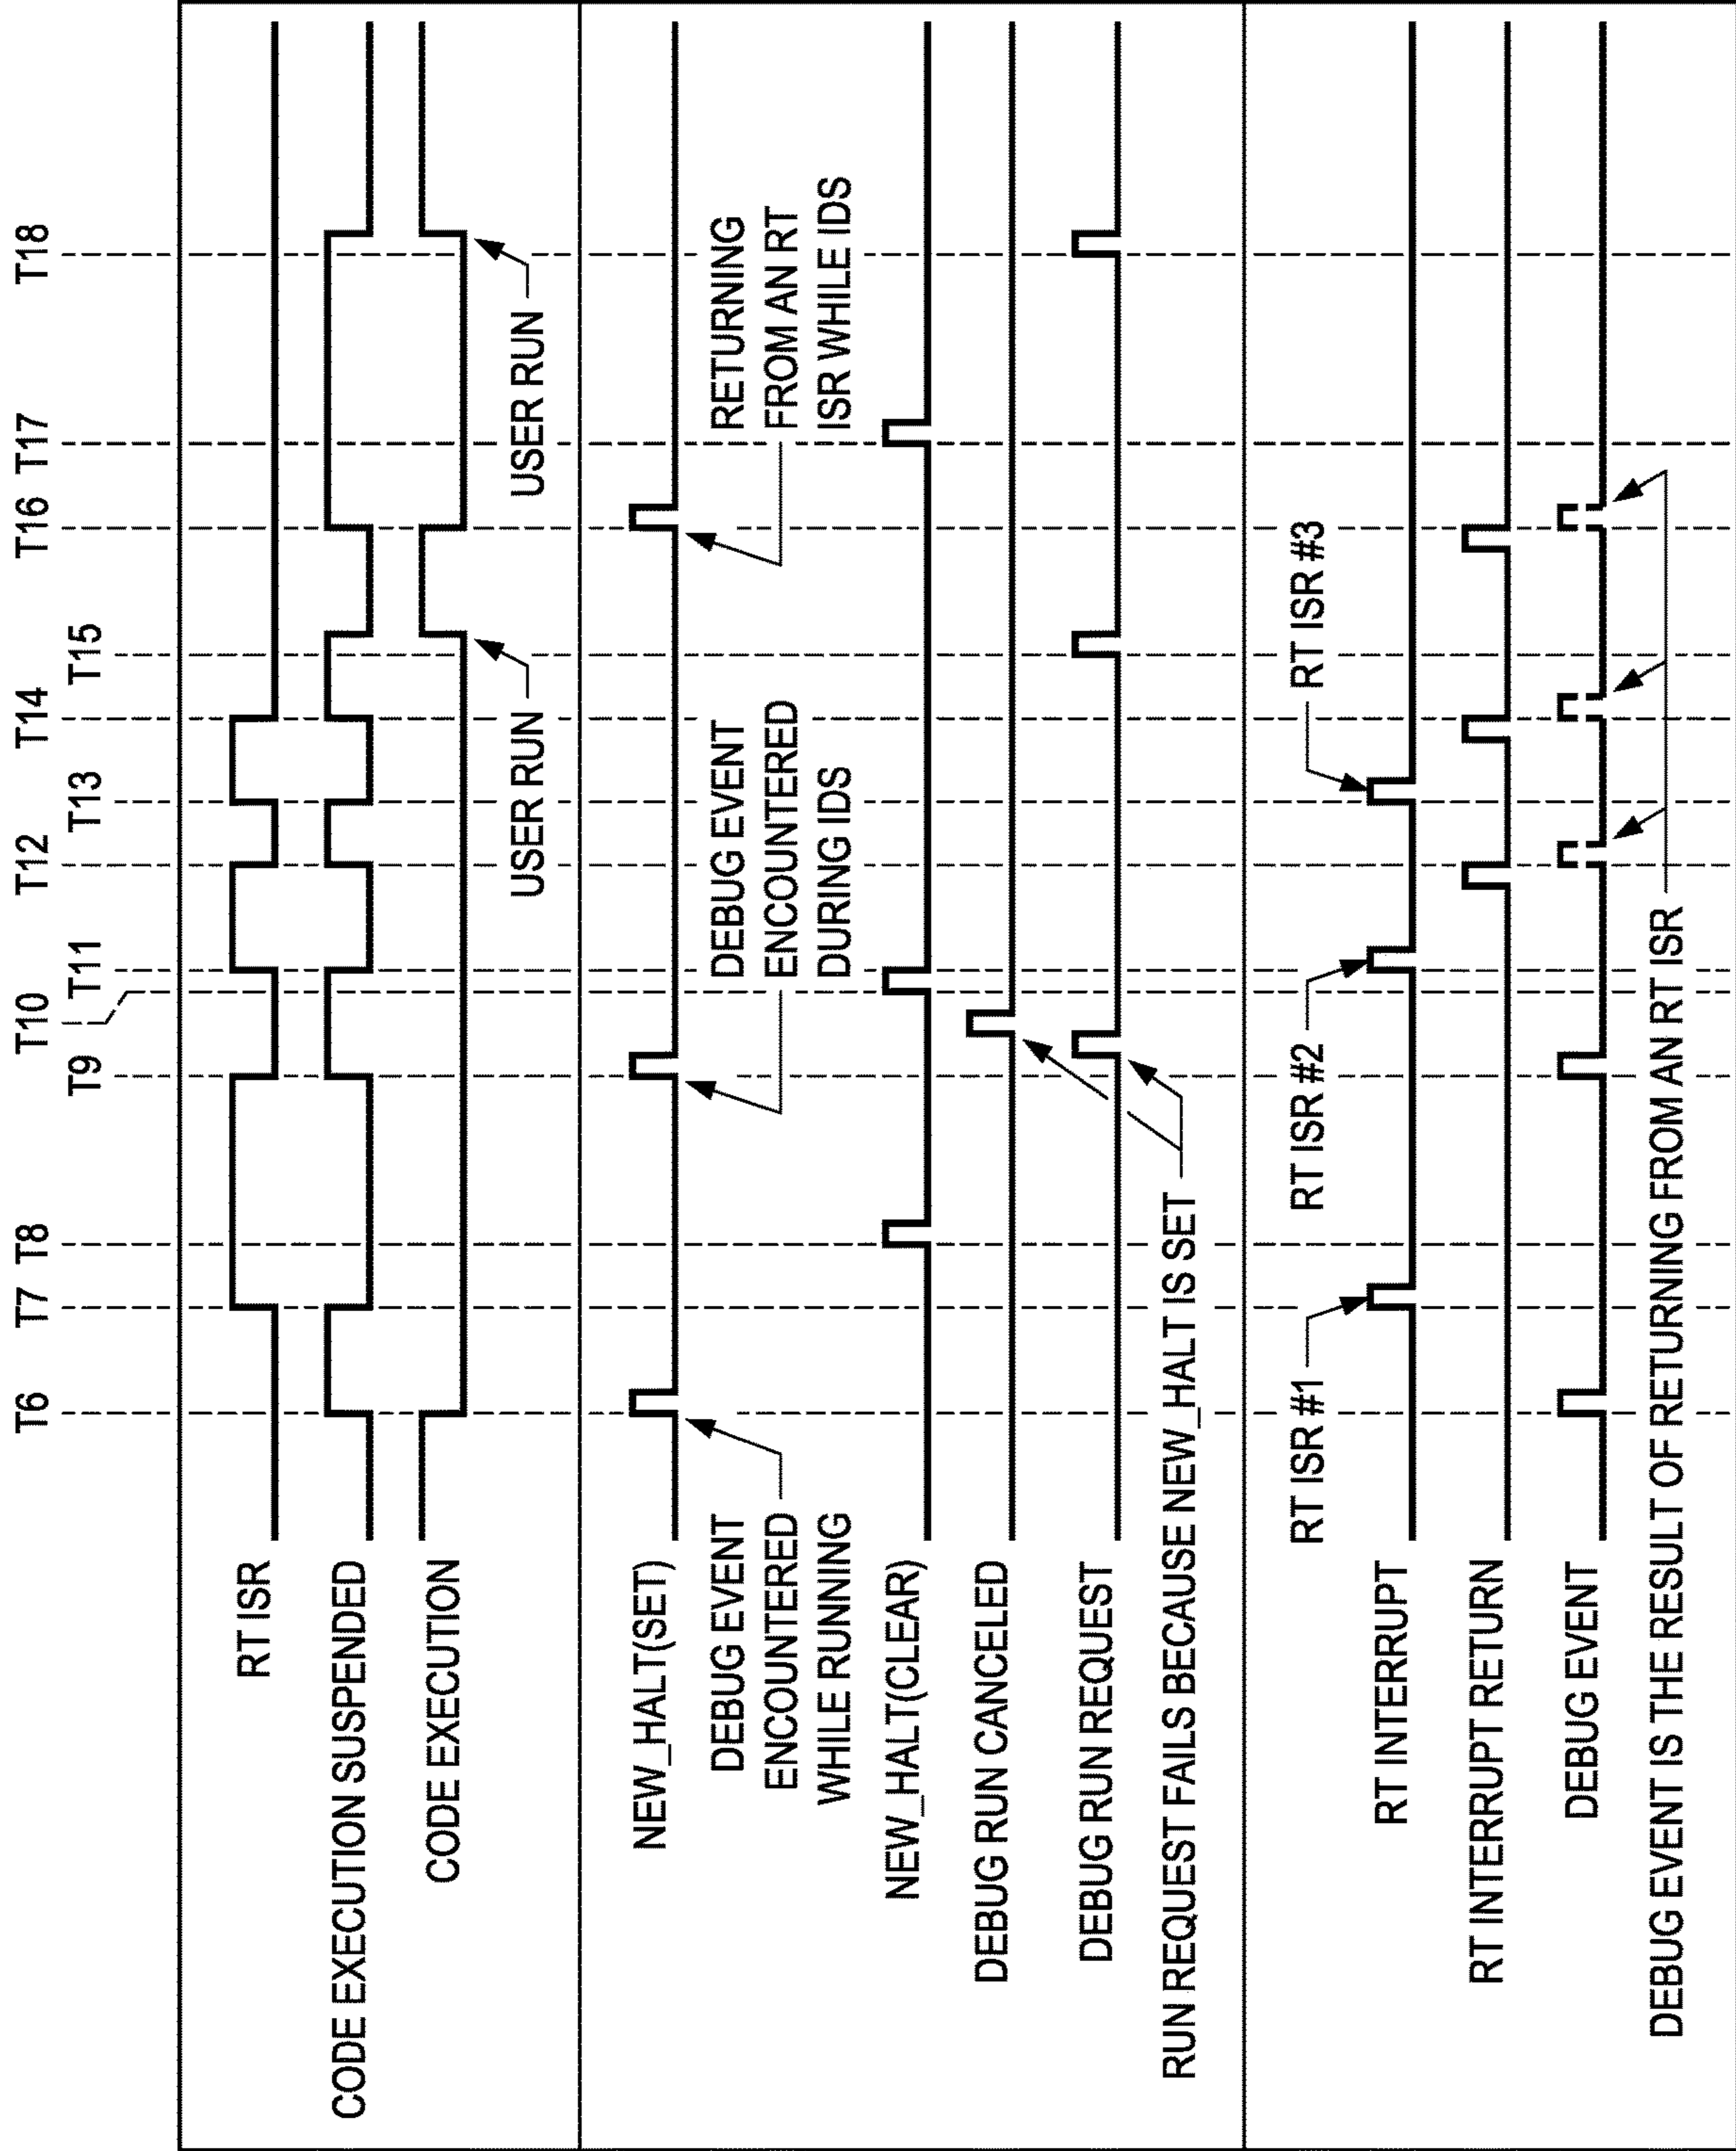 T6
T7
T8
T9
T10
T11
T12
T13
T14
T15
T16
T17
T18
RT ISR
CODE EXECUTION SUSPENDED
CODE EXECUTION
USER RUN
USER RUN
NEW_HALT(SET)
DEBUG EVENT
ENCOUNTERED
WHILE RUNNING
DEBUG EVENT
ENCOUNTERED
DURING IDS
RETURNING
FROM AN RT
ISR WHILE IDS
NEW_HALT(CLEAR)
DEBUG RUN CANCELED
DEBUG RUN REQUEST
RUN REQUEST FAILS BECAUSE NEW_HALT IS SET
RT ISR #1
RT ISR #2
RT ISR #3
RT INTERRUPT
RT INTERRUPT RETURN
DEBUG EVENT
DEBUG EVENT IS THE RESULT OF RETURNING FROM AN RT ISR